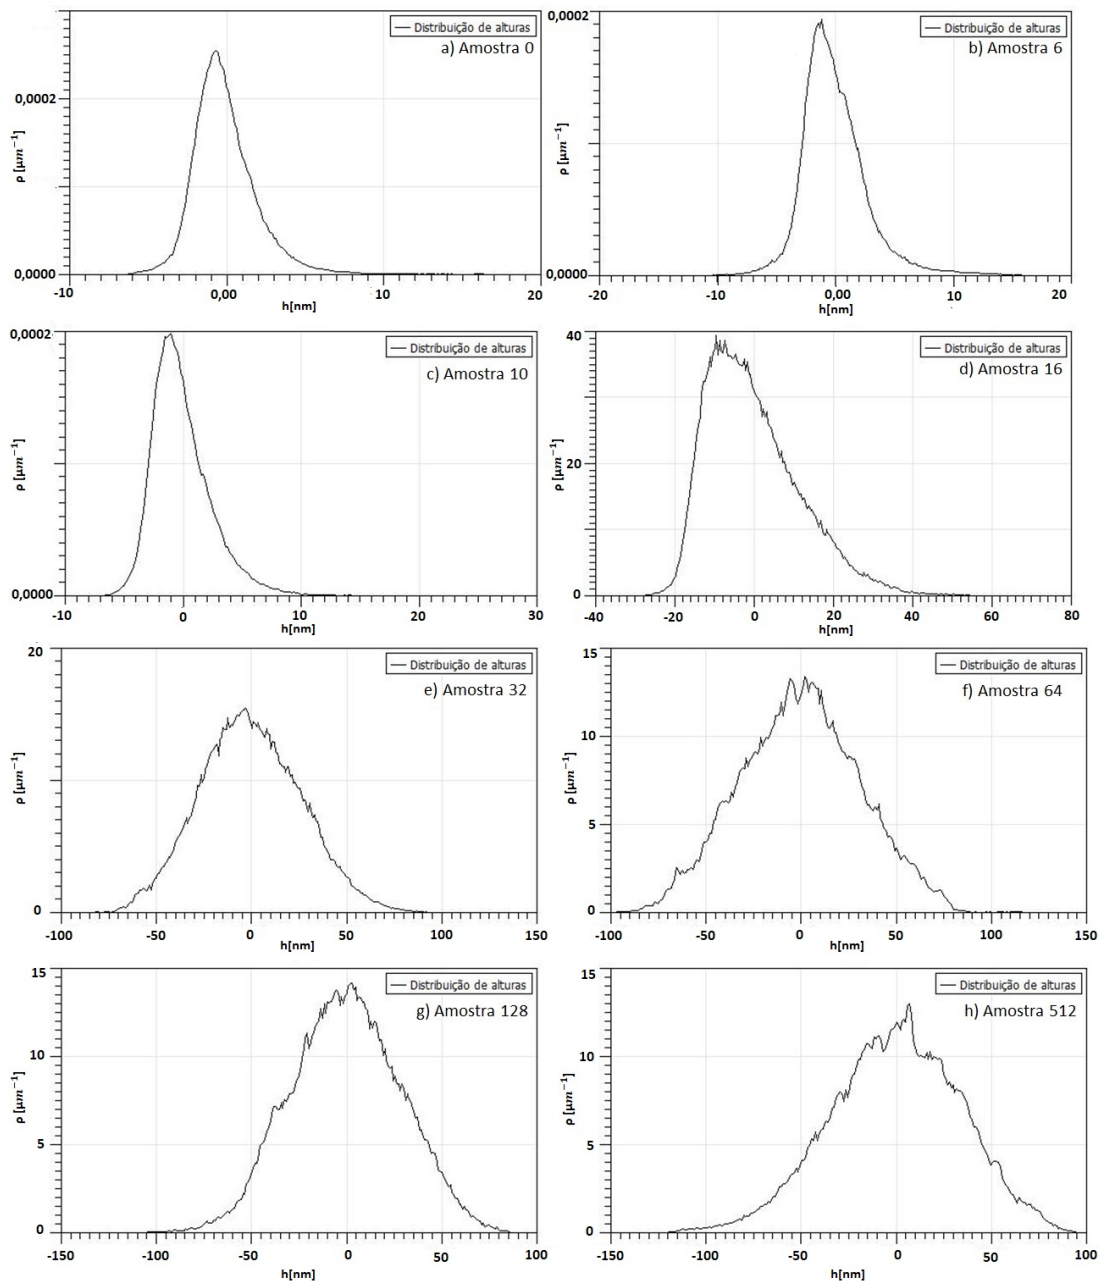 Distribuição de alturas
a) Amostra 0
0,0002
0,0000
ρ [μm⁻¹]
-10
0,00
10
20
h[nm]
0,0002
Distribuição de alturas
b) Amostra 6
0,0000
ρ [μm⁻¹]
-20
-10
0,00
10
20
h[nm]
0,0002
Distribuição de alturas
c) Amostra 10
0,0000
ρ [μm⁻¹]
-10
0
10
20
30
h[nm]
40
Distribuição de alturas
d) Amostra 16
20
0
ρ [μm⁻¹]
-40
-20
0
20
40
60
80
h[nm]
20
Distribuição de alturas
e) Amostra 32
0
ρ [μm⁻¹]
-100
-50
0
50
100
150
h[nm]
15
Distribuição de alturas
f) Amostra 64
10
5
0
ρ [μm⁻¹]
-100
-50
0
50
100
150
h[nm]
15
Distribuição de alturas
g) Amostra 128
10
5
0
ρ [μm⁻¹]
-150
-100
-50
0
50
100
h[nm]
15
Distribuição de alturas
h) Amostra 512
10
5
0
ρ [μm⁻¹]
-150
-100
-50
0
50
100
h[nm]